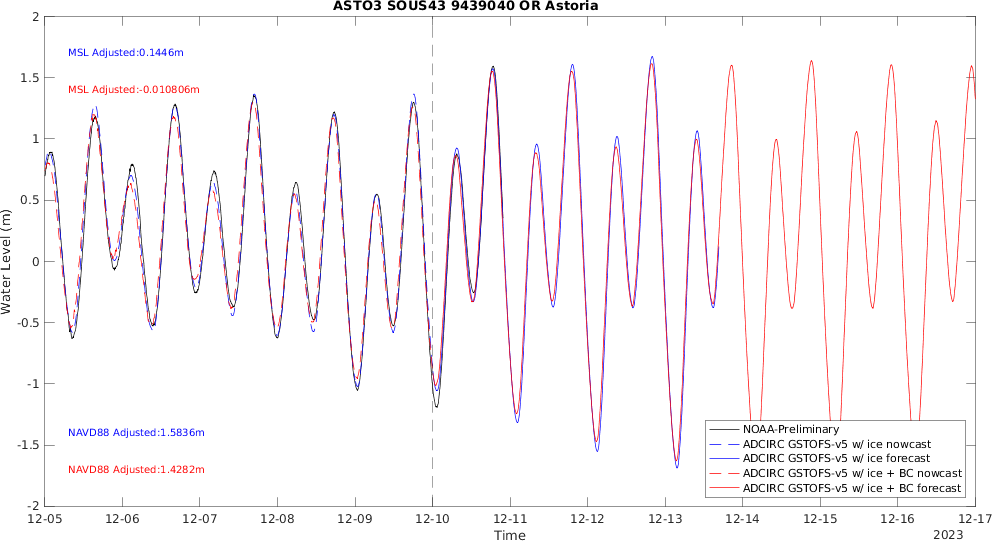 ASTO3 SOUS43 9439040 OR Astoria
MSL Adjusted:0.1446m
MSL Adjusted:-0.010806m
NAVD88 Adjusted:1.5836m
NAVD88 Adjusted:1.4282m
Water Level (m)
2
1.5
1
0.5
0
-0.5
-1
-1.5
-2
NOAA-Preliminary
ADCIRC GSTOFS-v5 w/ ice nowcast
ADCIRC GSTOFS-v5 w/ ice forecast
ADCIRC GSTOFS-v5 w/ ice + BC nowcast
ADCIRC GSTOFS-v5 w/ ice + BC forecast
12-05 12-06 12-07 12-08 12-09 12-10 12-11 12-12 12-13 12-14 12-15 12-16 12-17
Time
2023